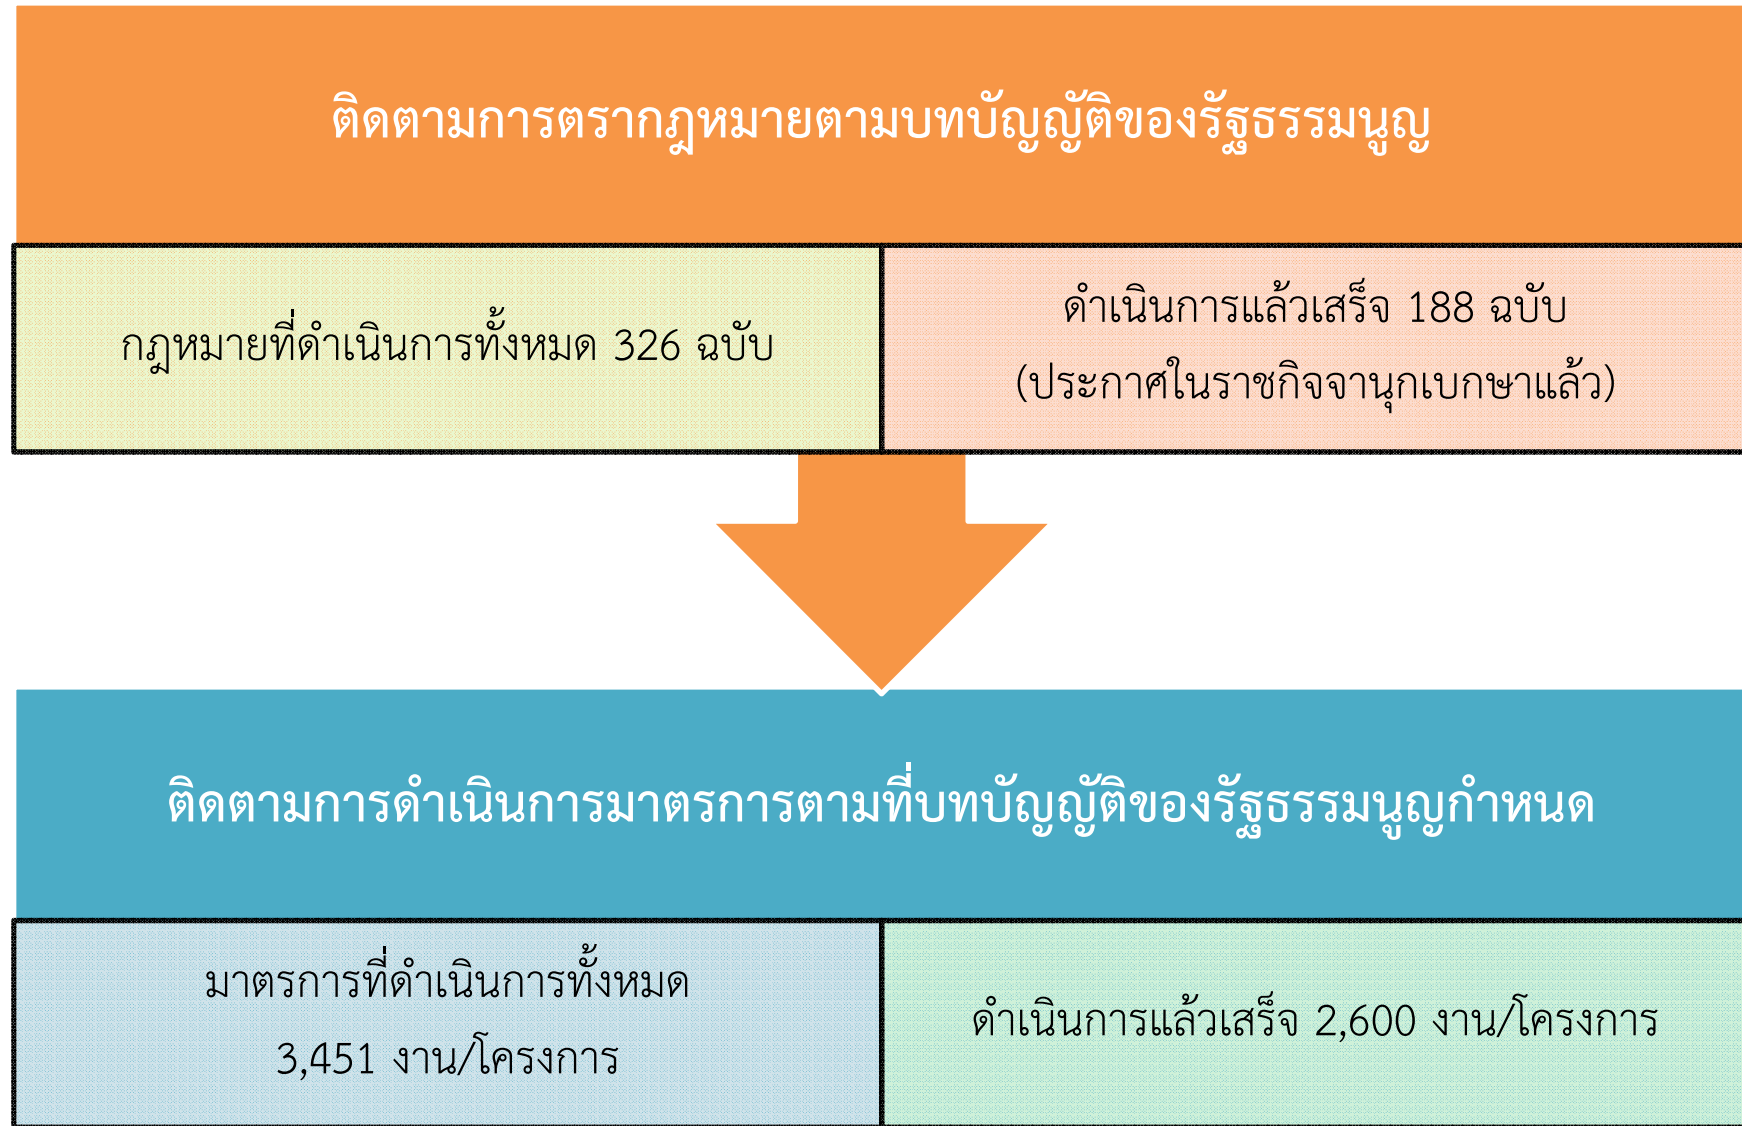 ติดตามการตรากฎหมายตามบทบัญญัติของรัฐธรรมนูญ
กฎหมายที่ดำเนินการทั้งหมด 326 ฉบับ
ดำเนินการแล้วเสร็จ 188 ฉบับ
(ประกาศในราชกิจจานุกเบกษาแล้ว)
ติดตามการดำเนินการมาตรการตามที่บทบัญญัติของรัฐธรรมนูญกำหนด
มาตรการที่ดำเนินการทั้งหมด
3,451 งาน/โครงการ
ดำเนินการแล้วเสร็จ 2,600 งาน/โครงการ